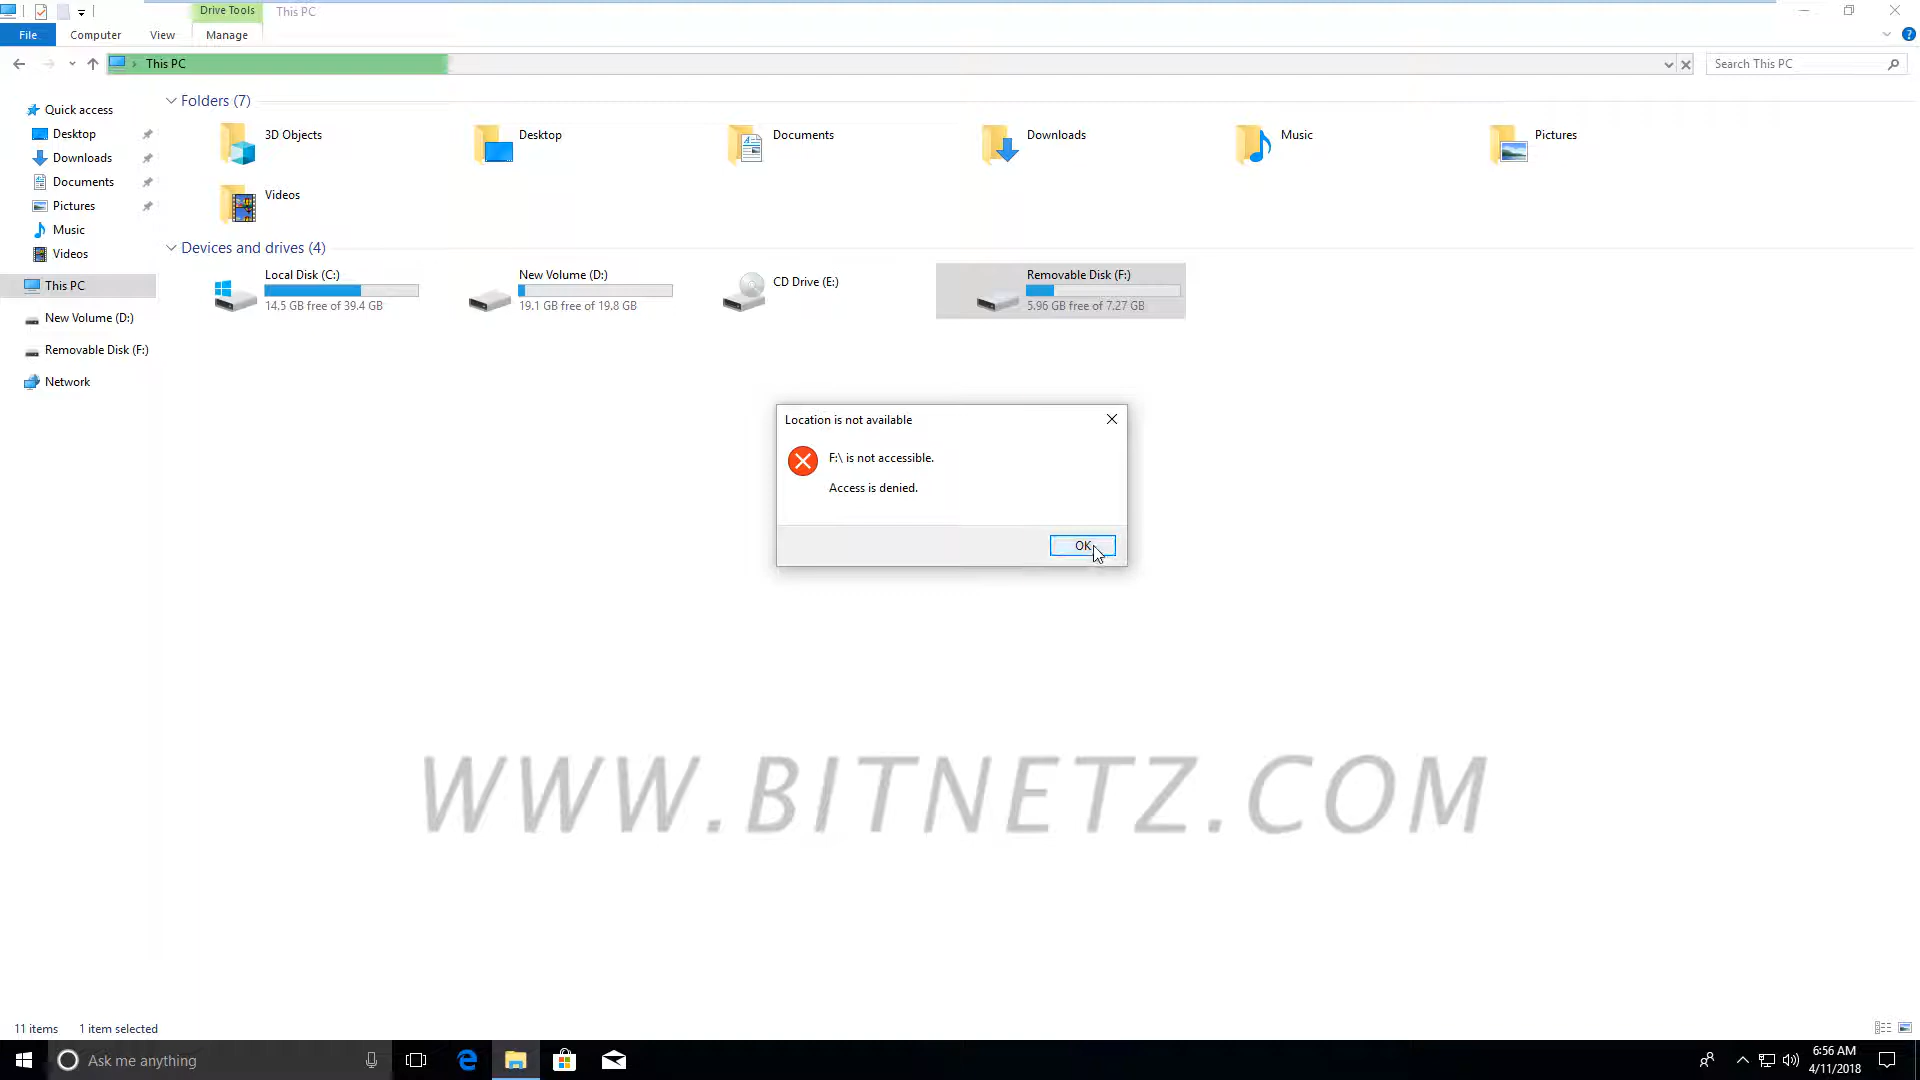 Drive Tools
This PC
File
Computer
View
Manage
This PC
Search This PC
Quick access
Desktop
Downloads
Documents
Pictures
Music
Videos
This PC
New Volume (D:)
Removable Disk (F:)
Network
Folders (7)
3D Objects
Desktop
Documents
Downloads
Music
Pictures
Videos
Devices and drives (4)
Local Disk (C:)
14.5 GB free of 39.4 GB
New Volume (D:)
19.1 GB free of 19.8 GB
CD Drive (E:)
Removable Disk (F:)
5.96 GB free of 7.27 GB
Location is not available
F:\ is not accessible.
Access is denied.
OK
WWW.BITNETZ.COM
11 items
1 item selected
Ask me anything
6:56 AM
4/11/2018